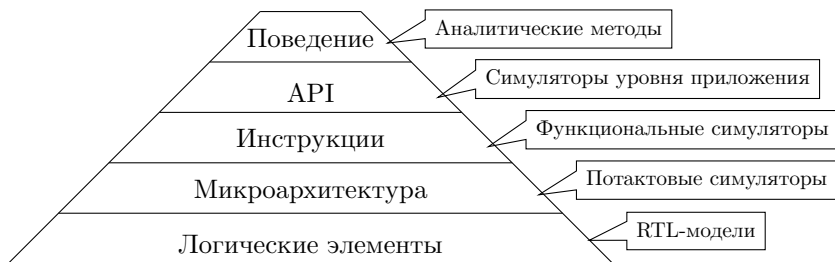 Поведение
Аналитические методы
API
Симуляторы уровня приложения
Инструкции
Функциональные симуляторы
Микроархитектура
Потактовые симуляторы
Логические элементы
RTL-модели